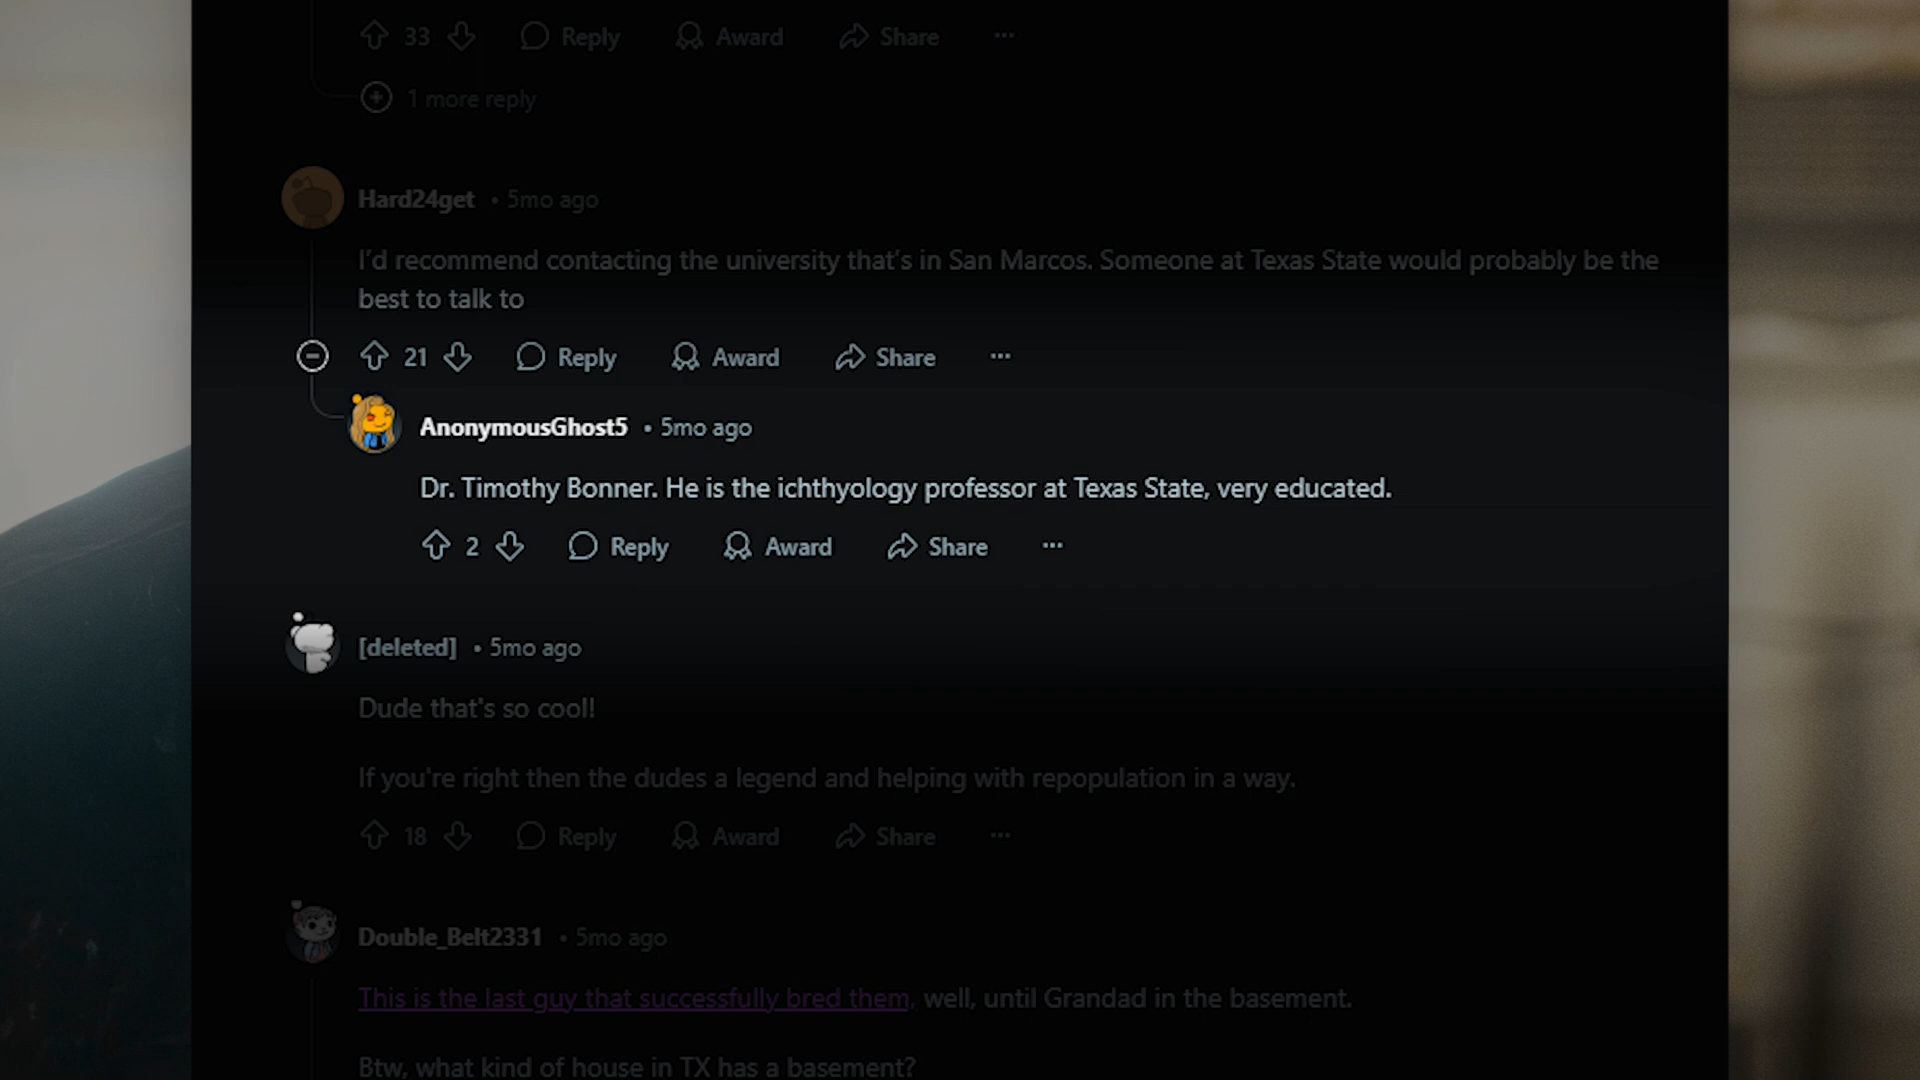 33 Reply Award Share ...
1 more reply
Hard24get • 5mo ago
I'd recommend contacting the university that's in San Marcos. Someone at Texas State would probably be the
best to talk to
21 Reply Award Share ...
AnonymousGhost5 • 5mo ago
Dr. Timothy Bonner. He is the ichthyology professor at Texas State, very educated.
2 Reply Award Share ...
[deleted] • 5mo ago
Dude that's so cool!
If you're right then the dudes a legend and helping with repopulation in a way.
18 Reply Award Share ...
Double_Belt2331 • 5mo ago
This is the last guy that successfully bred them, well, until Grandad in the basement.
Btw, what kind of house in TX has a basement?